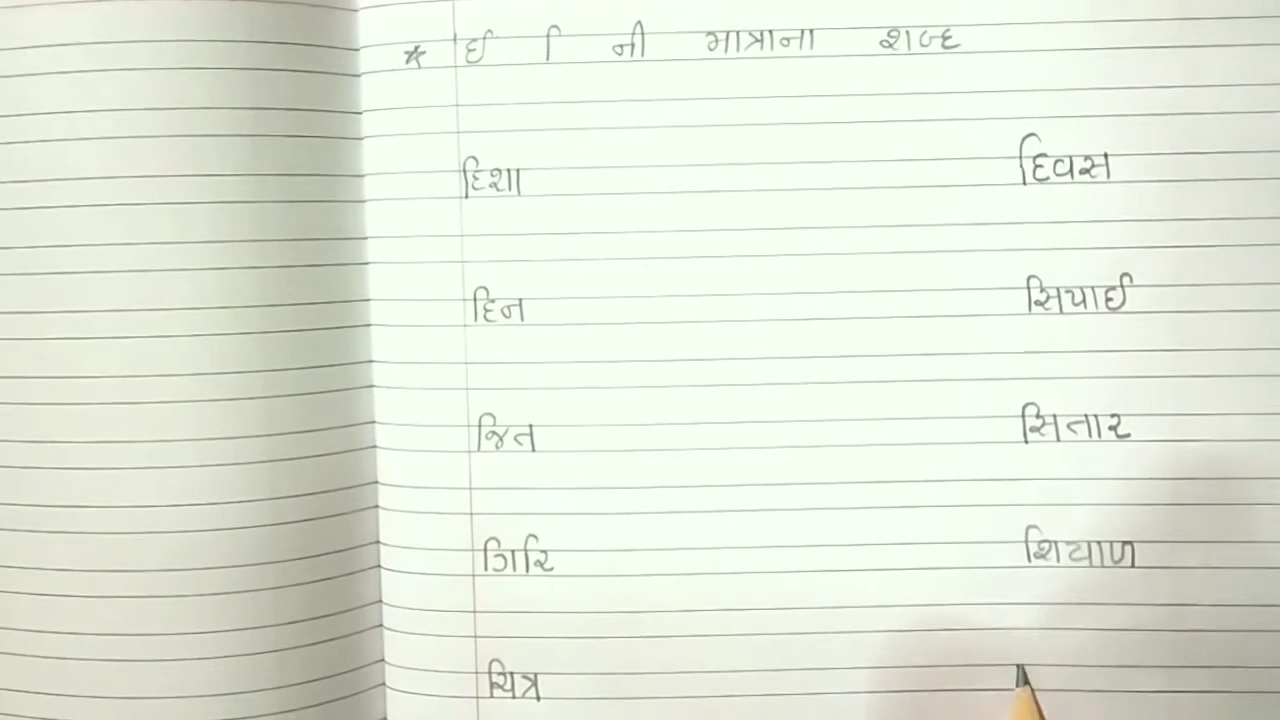 * ઈ િ ની માત્રાના શબ્દ
દિશા દિવસ
દિન સિપાઈ
જિત સિતાર
ગિરિ શિયાળ
ચિત્ર